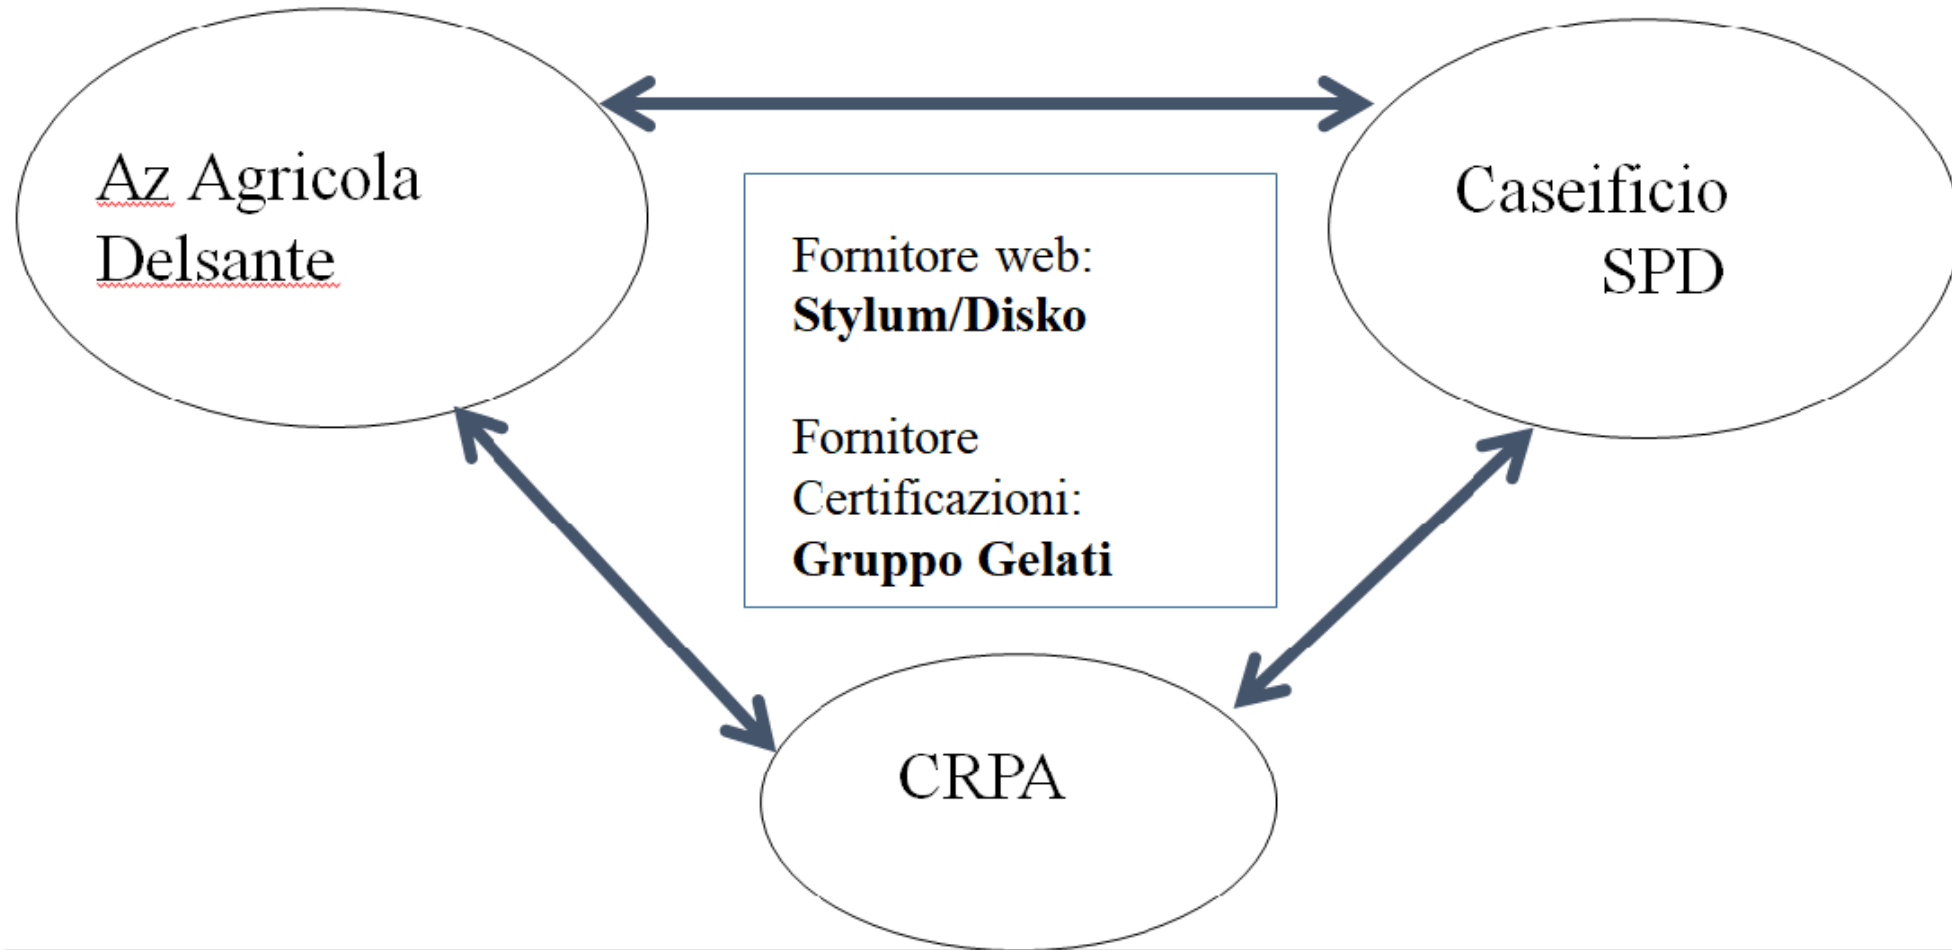 Az Agricola
Delsante
Caseificio
SPD
Fornitore web:
Stylum/Disko
Fornitore
Certificazioni:
Gruppo Gelati
CRPA